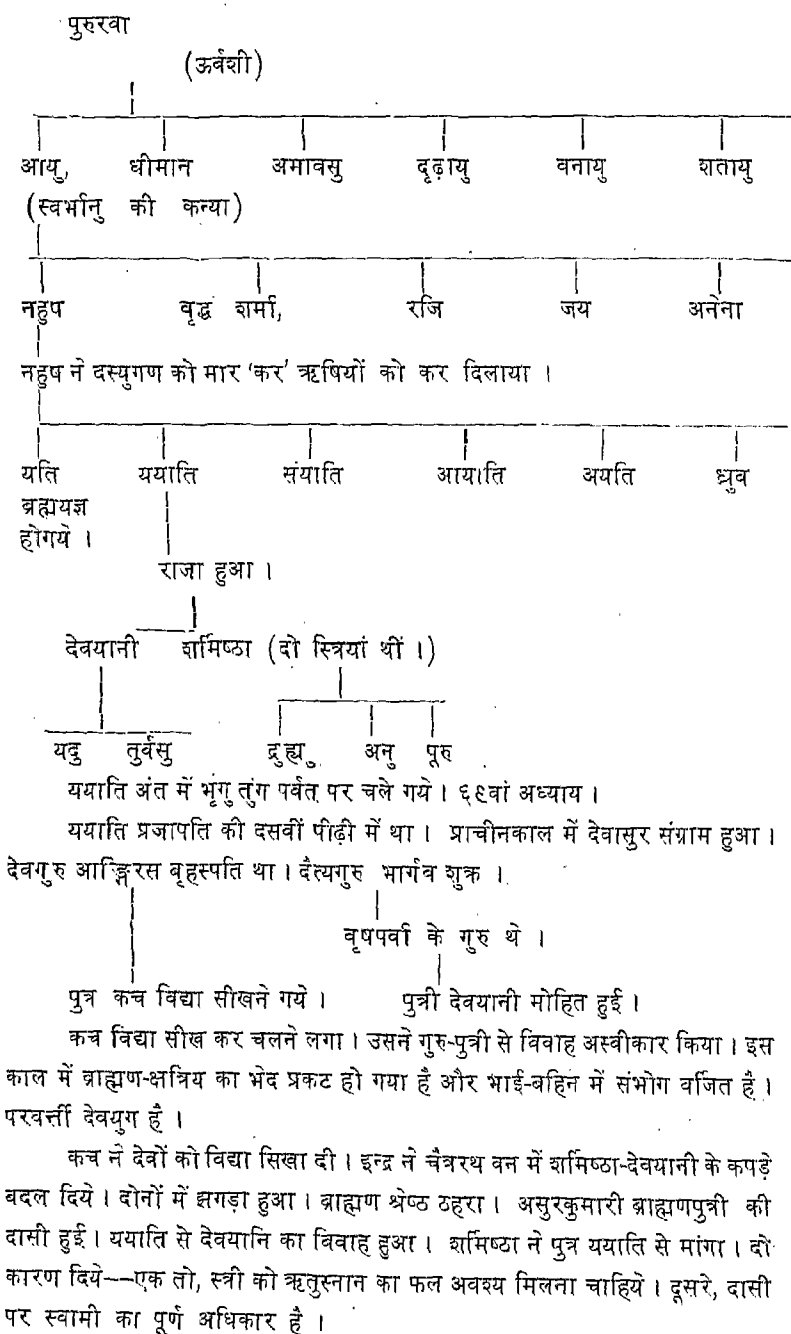 पुरुरवा
(ऊर्वशी)
आयु, धीमान अमावसु दृढ़ायु वनायु शतायु
(स्वर्भानु की कन्या)
नहुष वृद्ध शर्मा, रजि जय अनेना
नहुष ने दस्युगण को मार 'कर' ऋषियों को कर दिलाया ।
यति ययाति संयाति आयाति अयति ध्रुव
ब्रह्मयज्ञ
होगये ।
राजा हुआ ।
देवयानी शर्मिष्ठा (दो स्त्रियां थीं ।)
यदु तुर्वसु द्रुह्यु अनु पूरु
ययाति अंत में भृंगु तुंग पर्वत पर चले गये । ६९वां अध्याय ।
ययाति प्रजापति की दसवीं पीढ़ी में था । प्राचीनकाल में देवासुर संग्राम हुआ ।
देवगुरु आङ्गिरस बृहस्पति था । दैत्यगुरु भार्गव शुक्र ।
वृषपर्वा के गुरु थे ।
पुत्र कच विद्या सीखने गये । पुत्री देवयानी मोहित हुई ।
कच विद्या सीख कर चलने लगा । उसने गुरु-पुत्री से विवाह अस्वीकार किया । इस
काल में ब्राह्मण-क्षत्रिय का भेद प्रकट हो गया है और भाई-बहिन में संभोग वर्जित है ।
परवर्त्ती देवयुग है ।
कच ने देवों को विद्या सिखा दी । इन्द्र ने चैत्ररथ वन में शर्मिष्ठा-देवयानी के कपड़े
बदल दिये । दोनों में झगड़ा हुआ । ब्राह्मण श्रेष्ठ ठहरा । असुरकुमारी ब्राह्मणपुत्री की
दासी हुई । ययाति से देवयानि का विवाह हुआ । शर्मिष्ठा ने पुत्र ययाति से मांगा । दो
कारण दिये—एक तो, स्त्री को ऋतुस्नान का फल अवश्य मिलना चाहिये । दूसरे, दासी
पर स्वामी का पूर्ण अधिकार है ।